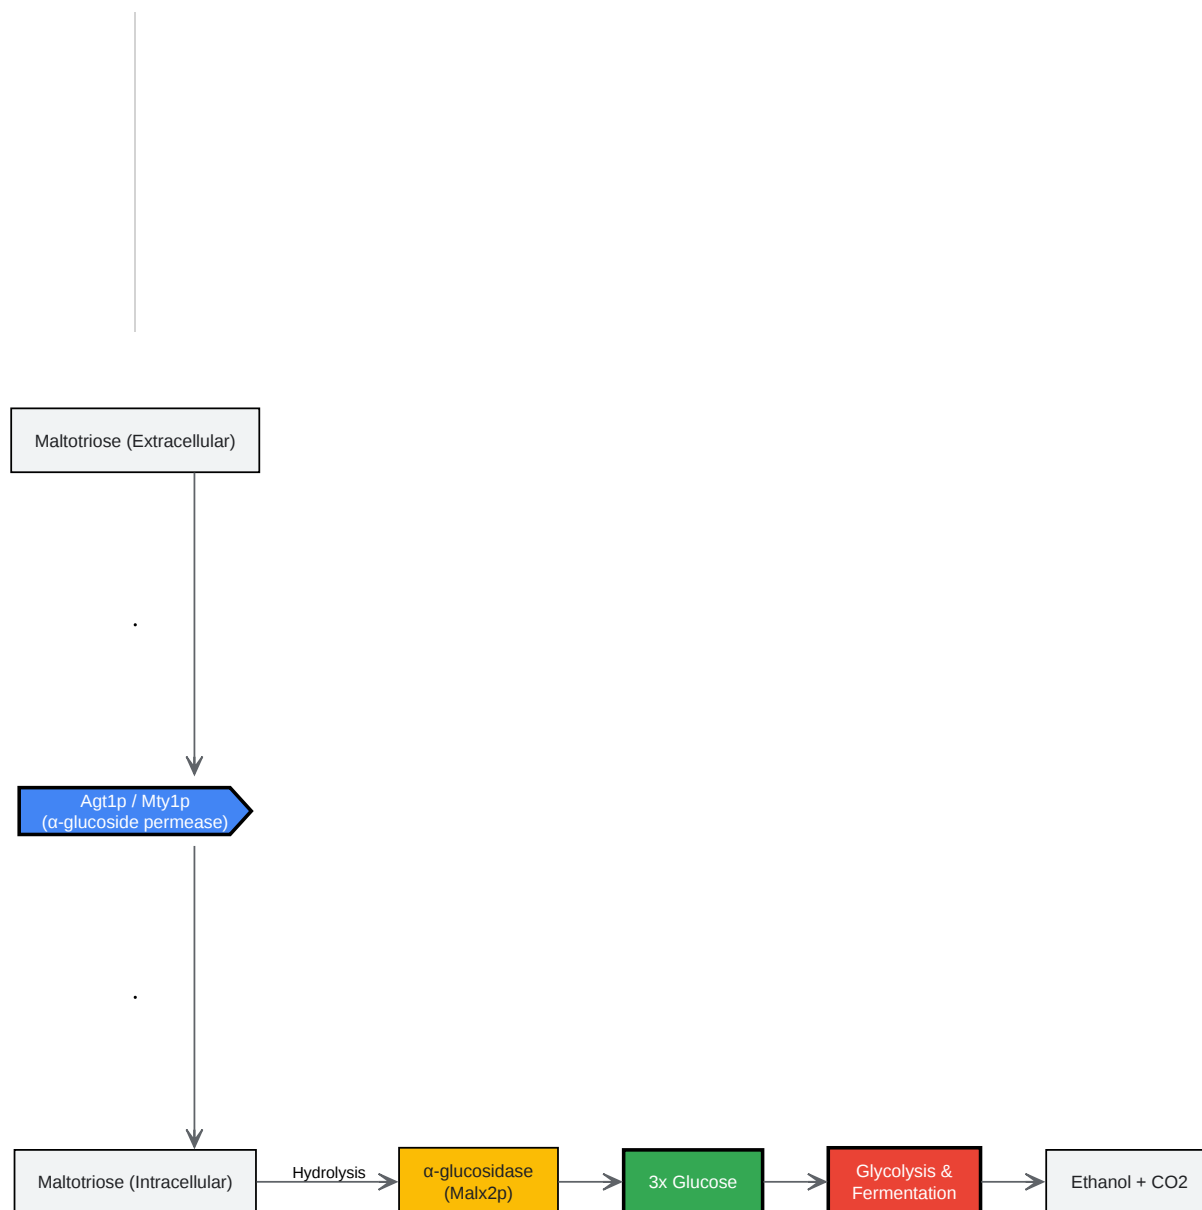 Maltotriose (Extracellular)
.
Agt1p / Mty1p
(α-glucoside permease)
.
Maltotriose (Intracellular)
Hydrolysis
α-glucosidase
(Malx2p)
3x Glucose
Glycolysis &
Fermentation
Ethanol + CO2